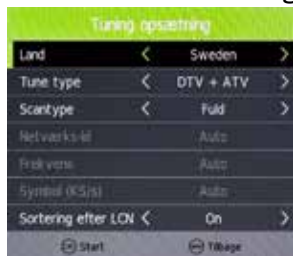 Tuning opsætning
Land < Sweden >
Tune type < DTV + ATV >
Scantype < Fuld >
Netværks-id Auto
Frekvens Auto
Symbol (KS/s) Auto
Sortering efter LCN < On >
Start Tilbage